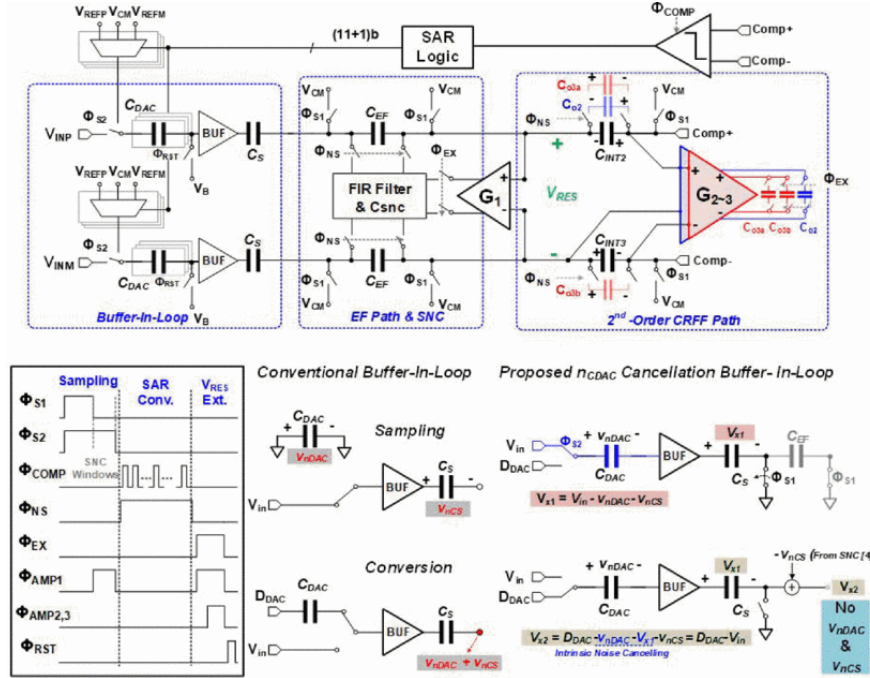 VREFP VCM VREFM
ΦCOMP
(11+1)b
SAR
Logic
Comp+
Comp-
ΦS2
CDAC
VINP
BUF
CS
ΦRST
VB
VCM
ΦS1
CEF
VCM
ΦS1
ΦNS
ΦEX
FIR Filter
& Csnc
G1
ΦNS
VREFP VCM VREFM
ΦS2
VINM
CDAC
ΦRST
BUF
CS
VB
ΦS1
CEF
ΦS1
VCM
VCM
Co3a
+ -
Co2
- +
VCM
ΦNS
ΦS1
Comp+
- +
CINT2
+
VRES
-
G2~3
ΦEX
Co3a Co3b Co2
CINT3
+ -
Comp-
ΦNS
Co3b
+ -
ΦS1
VCM
Buffer-In-Loop
EF Path & SNC
2nd -Order CRFF Path
Sampling
SAR
Conv.
VRES
Ext.
ΦS1
ΦS2
SNC
Windows
ΦCOMP
ΦNS
ΦEX
ΦAMP1
ΦAMP2,3
ΦRST
Conventional Buffer-In-Loop
CDAC
+ -
VnDAC
Sampling
Vin
BUF
CS
+ -
VnCS
Conversion
DDAC
CDAC
Vin
BUF
CS
VnDAC + VnCS
Proposed nCDAC Cancellation Buffer- In-Loop
Vin
DDAC
ΦS2
+ VnDAC -
CDAC
BUF
Vx1
+ -
CS
ΦS1
CEF
ΦS1
Vx1 = Vin - VnDAC - VnCS
Vin
DDAC
+ VnDAC -
CDAC
BUF
Vx1
+ -
CS
- VnCS (From SNC [4]
Vx2
Vx2 = DDAC-VnDAC-Vx1-VnCS= DDAC-Vin
Intrinsic Noise Cancelling
No
VnDAC
&
VnCS